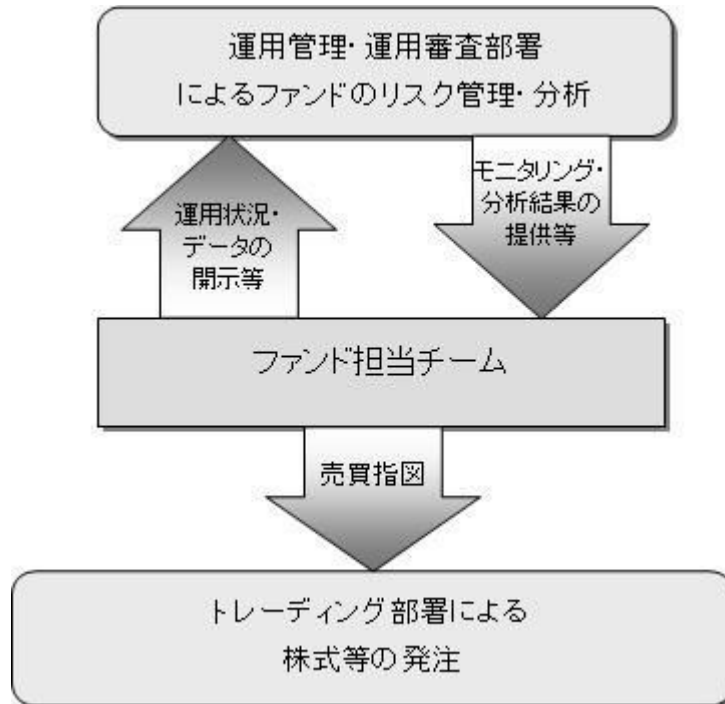 運用管理・運用審査部署
によるファンドのリスク管理・分析
運用状況・
データの
開示等
モニタリング・
分析結果の
提供等
ファンド担当チーム
売買指図
トレーディング部署による
株式等の発注